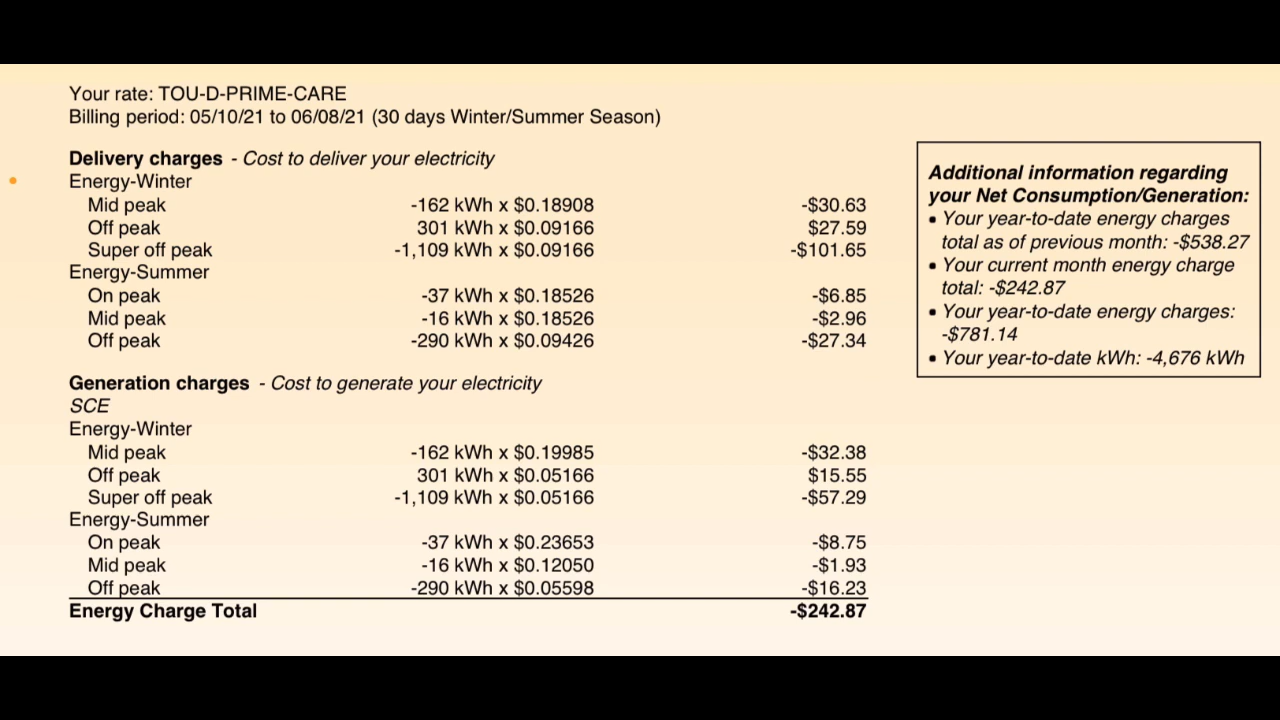 Your rate: TOU-D-PRIME-CARE
Billing period: 05/10/21 to 06/08/21 (30 days Winter/Summer Season)
Delivery charges - Cost to deliver your electricity
Energy-Winter
Mid peak -162 kWh x $0.18908 -$30.63
Off peak 301 kWh x $0.09166 $27.59
Super off peak -1,109 kWh x $0.09166 -$101.65
Energy-Summer
On peak -37 kWh x $0.18526 -$6.85
Mid peak -16 kWh x $0.18526 -$2.96
Off peak -290 kWh x $0.09426 -$27.34
Generation charges - Cost to generate your electricity
SCE
Energy-Winter
Mid peak -162 kWh x $0.19985 -$32.38
Off peak 301 kWh x $0.05166 $15.55
Super off peak -1,109 kWh x $0.05166 -$57.29
Energy-Summer
On peak -37 kWh x $0.23653 -$8.75
Mid peak -16 kWh x $0.12050 -$1.93
Off peak -290 kWh x $0.05598 -$16.23
Energy Charge Total -$242.87
Additional information regarding
your Net Consumption/Generation:
▪ Your year-to-date energy charges
total as of previous month: -$538.27
▪ Your current month energy charge
total: -$242.87
▪ Your year-to-date energy charges:
-$781.14
▪ Your year-to-date kWh: -4,676 kWh